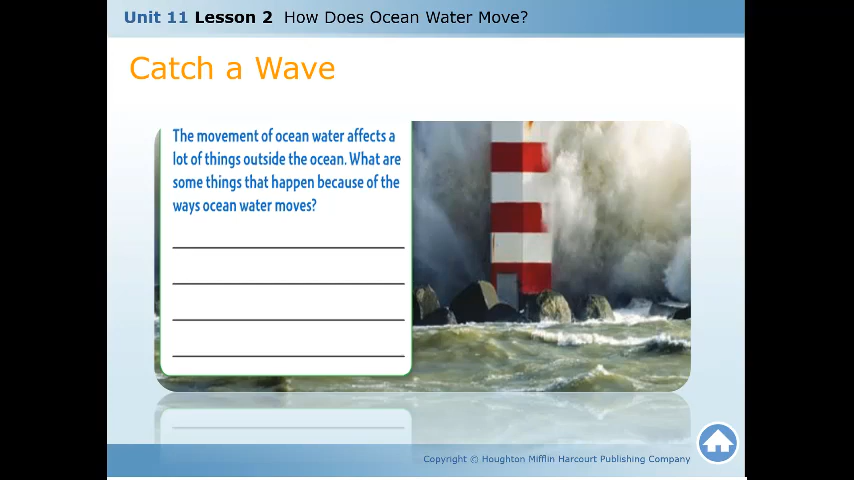 Unit 11 Lesson 2 How Does Ocean Water Move?
Catch a Wave
The movement of ocean water affects a
lot of things outside the ocean. What are
some things that happen because of the
ways ocean water moves?
Copyright © Houghton Mifflin Harcourt Publishing Company